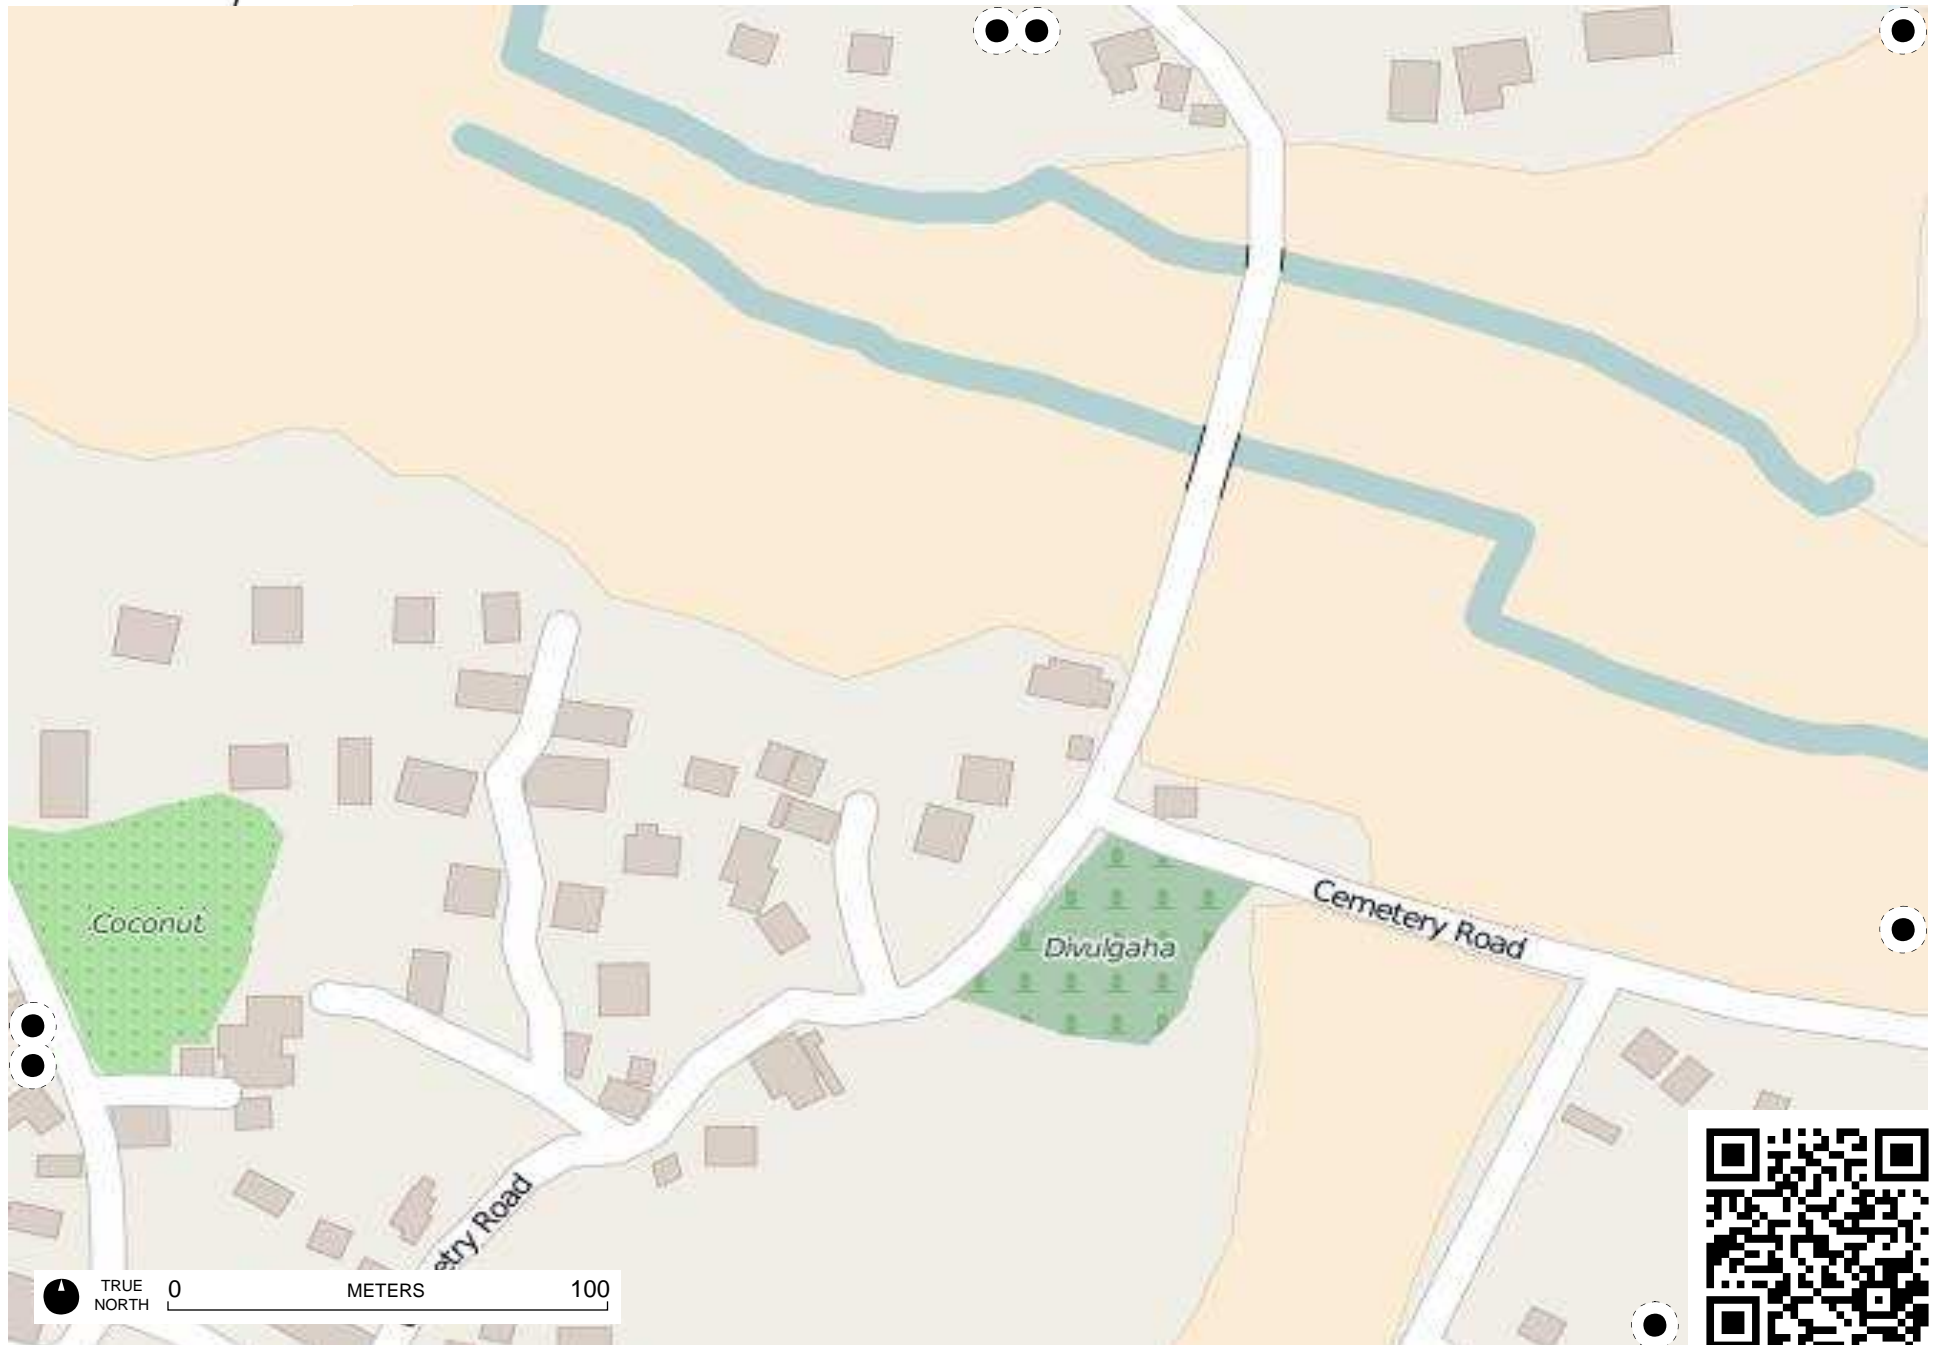 Coconut
Divulgaha
Cemetery Road
etry Road
TRUE
NORTH
0
METERS
100